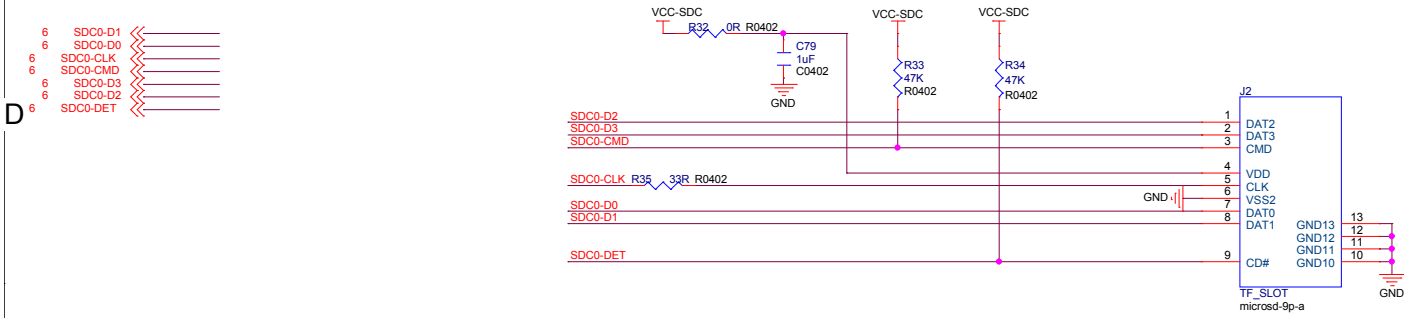 6 SDC0-D1
6 SDC0-D0
6 SDC0-CLK
6 SDC0-CMD
6 SDC0-D3
6 SDC0-D2
6 SDC0-DET
D
VCC-SDC
R32 0R R0402
C79
1uF
C0402
GND
VCC-SDC
R33
47K
R0402
VCC-SDC
R34
47K
R0402
SDC0-D2
SDC0-D3
SDC0-CMD
SDC0-CLK R35 33R R0402
SDC0-D0
SDC0-D1
SDC0-DET
GND
J2
1 DAT2
2 DAT3
3 CMD
4 VDD
5 CLK
6 VSS2
7 DAT0
8 DAT1
9 CD#
GND13 13
GND12 12
GND11 11
GND10 10
GND
TF_SLOT
microsd-9p-a